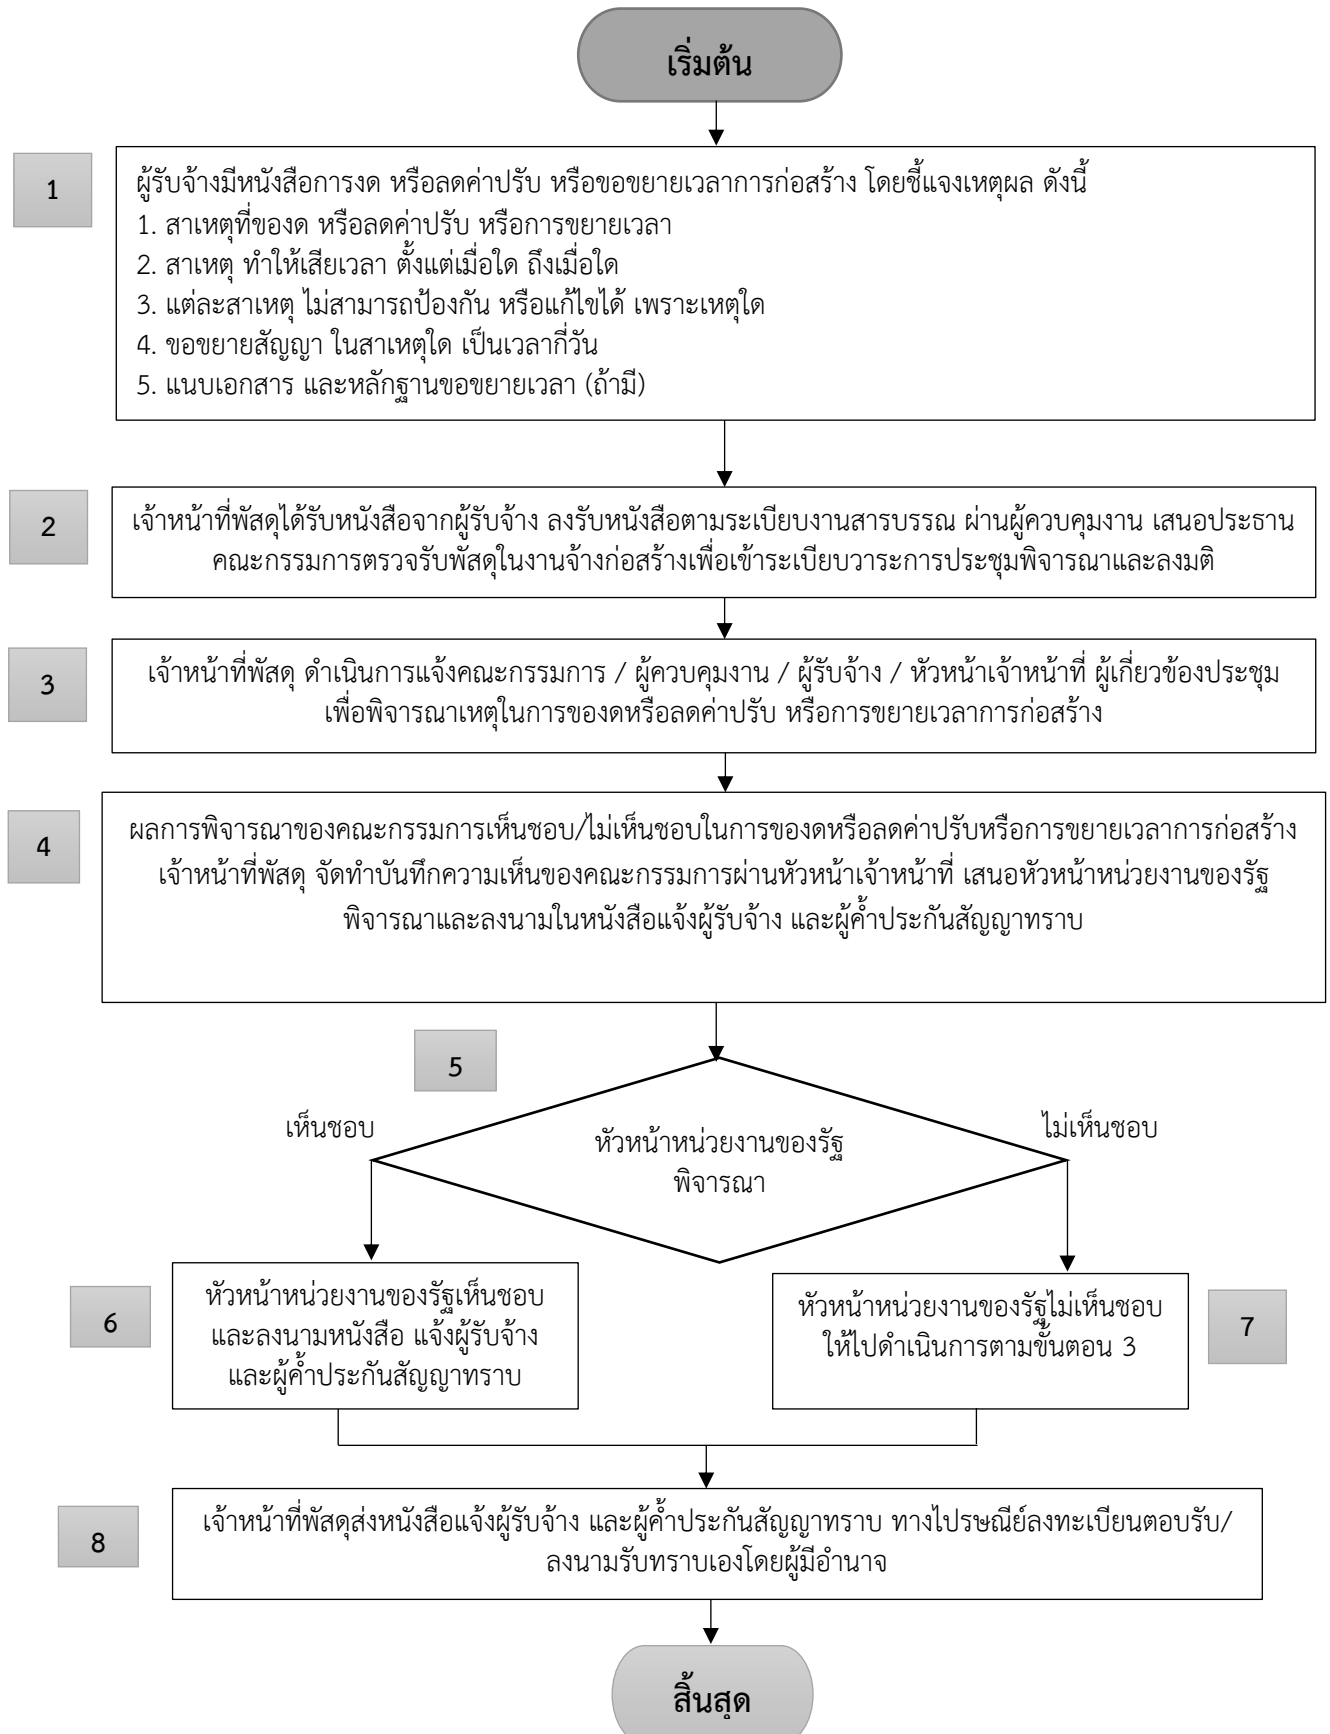 เริ่มต้น
1
ผู้รับจ้างมีหนังสือการงด หรือลดค่าปรับ หรือขอขยายเวลาการก่อสร้าง โดยชี้แจงเหตุผล ดังนี้
1. สาเหตุที่ของด หรือลดค่าปรับ หรือการขยายเวลา
2. สาเหตุ ทำให้เสียเวลา ตั้งแต่เมื่อใด ถึงเมื่อใด
3. แต่ละสาเหตุ ไม่สามารถป้องกัน หรือแก้ไขได้ เพราะเหตุใด
4. ขอขยายสัญญา ในสาเหตุใด เป็นเวลากี่วัน
5. แนบเอกสาร และหลักฐานขอขยายเวลา (ถ้ามี)
2
เจ้าหน้าที่พัสดุได้รับหนังสือจากผู้รับจ้าง ลงรับหนังสือตามระเบียบงานสารบรรณ ผ่านผู้ควบคุมงาน เสนอประธาน
คณะกรรมการตรวจรับพัสดุในงานจ้างก่อสร้างเพื่อเข้าระเบียบวาระการประชุมพิจารณาและลงมติ
3
เจ้าหน้าที่พัสดุ ดำเนินการแจ้งคณะกรรมการ / ผู้ควบคุมงาน / ผู้รับจ้าง / หัวหน้าเจ้าหน้าที่ ผู้เกี่ยวข้องประชุม
เพื่อพิจารณาเหตุในการของดหรือลดค่าปรับ หรือการขยายเวลาการก่อสร้าง
4
ผลการพิจารณาของคณะกรรมการเห็นชอบ/ไม่เห็นชอบในการของดหรือลดค่าปรับหรือการขยายเวลาการก่อสร้าง
เจ้าหน้าที่พัสดุ จัดทำบันทึกความเห็นของคณะกรรมการผ่านหัวหน้าเจ้าหน้าที่ เสนอหัวหน้าหน่วยงานของรัฐ
พิจารณาและลงนามในหนังสือแจ้งผู้รับจ้าง และผู้ค้ำประกันสัญญาทราบ
5
เห็นชอบ
ไม่เห็นชอบ
หัวหน้าหน่วยงานของรัฐ
พิจารณา
6
หัวหน้าหน่วยงานของรัฐเห็นชอบ
และลงนามหนังสือ แจ้งผู้รับจ้าง
และผู้ค้ำประกันสัญญาทราบ
หัวหน้าหน่วยงานของรัฐไม่เห็นชอบ
ให้ไปดำเนินการตามขั้นตอน 3
7
8
เจ้าหน้าที่พัสดุส่งหนังสือแจ้งผู้รับจ้าง และผู้ค้ำประกันสัญญาทราบ ทางไปรษณีย์ลงทะเบียนตอบรับ/
ลงนามรับทราบเองโดยผู้มีอำนาจ
สิ้นสุด